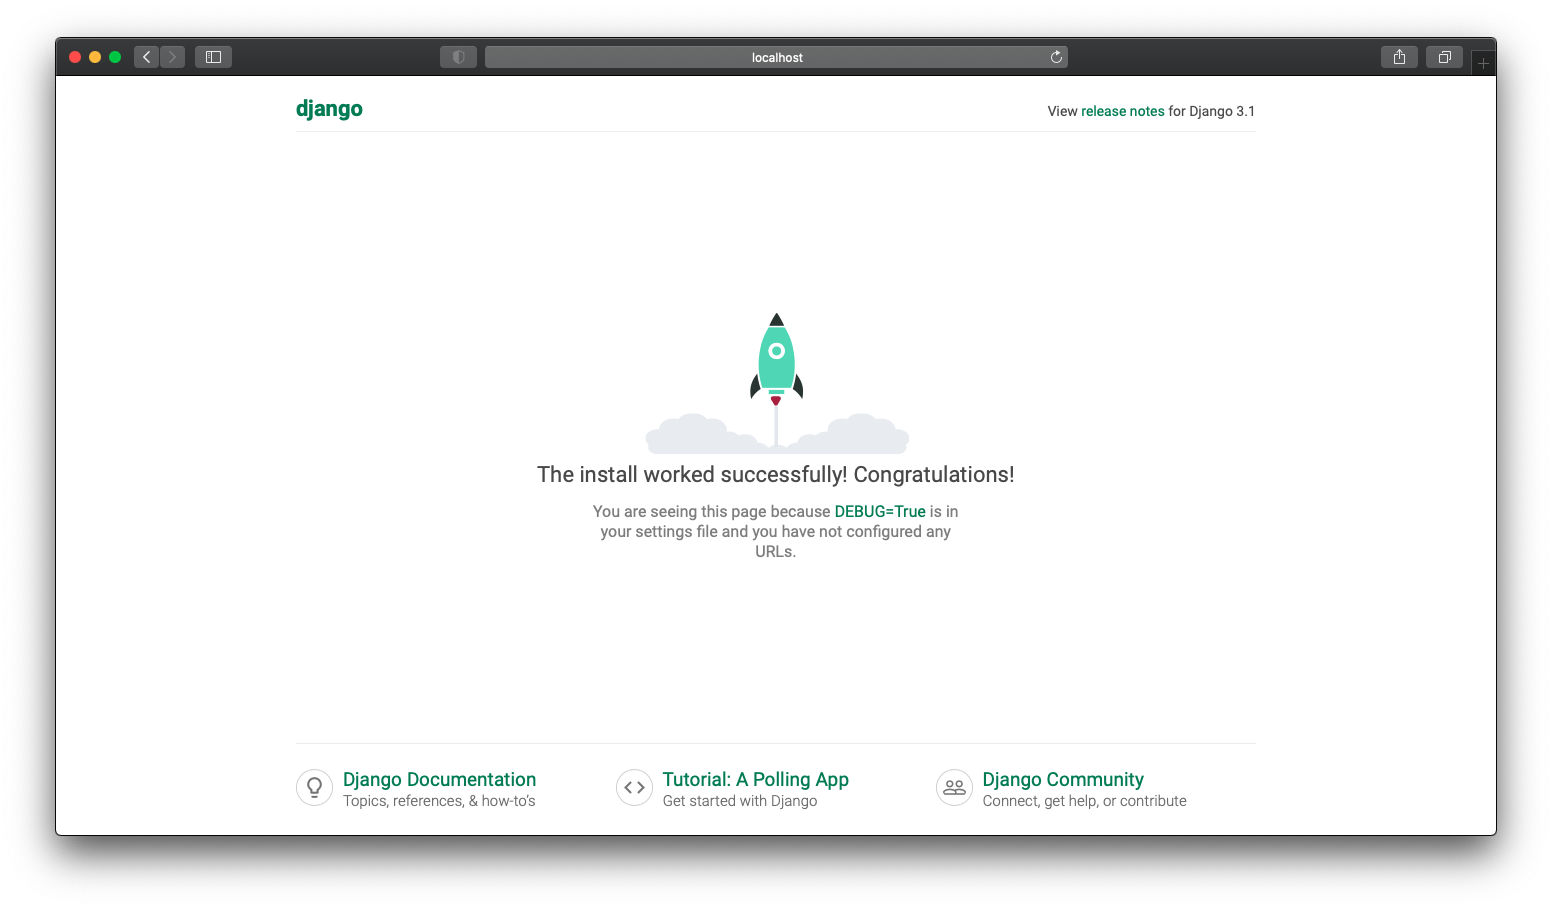 localhost
django
View release notes for Django 3.1
The install worked successfully! Congratulations!
You are seeing this page because DEBUG=True is in
your settings file and you have not configured any
URLs.
Django Documentation
Topics, references, & how-to’s
Tutorial: A Polling App
Get started with Django
Django Community
Connect, get help, or contribute